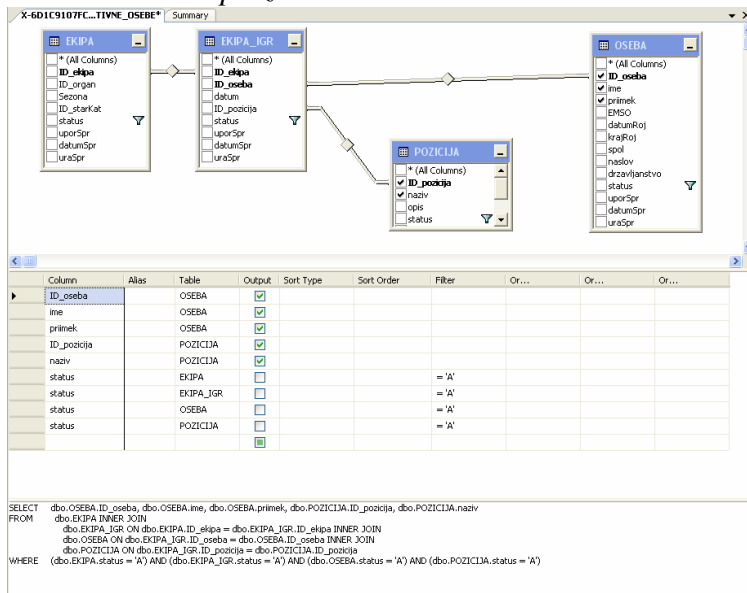 X-6D1C9107FC...TIVNE_OSEBE* Summary
EKIPA
* (All Columns)
ID_ekipa
ID_organ
Sezona
ID_starKat
status
uporSpr
datumSpr
uraSpr
EKIPA_IGR
* (All Columns)
ID_ekipa
ID_oseba
datum
ID_pozicija
status
uporSpr
datumSpr
uraSpr
POZICIJA
* (All Columns)
ID_pozicija
naziv
opis
status
OSEBA
* (All Columns)
ID_oseba
ime
priimek
EMSO
datumRoj
krajRoj
spol
naslov
drzavljanstvo
status
uporSpr
datumSpr
uraSpr
Column Alias Table Output Sort Type Sort Order Filter Or... Or... Or...
ID_oseba OSEBA
ime OSEBA
priimek OSEBA
ID_pozicija POZICIJA
naziv POZICIJA
status EKIPA = 'A'
status EKIPA_IGR = 'A'
status OSEBA = 'A'
status POZICIJA = 'A'
SELECT dbo.OSEBA.ID_oseba, dbo.OSEBA.ime, dbo.OSEBA.priimek, dbo.POZICIJA.ID_pozicija, dbo.POZICIJA.naziv
FROM dbo.EKIPA INNER JOIN
dbo.EKIPA_IGR ON dbo.EKIPA.ID_ekipa = dbo.EKIPA_IGR.ID_ekipa INNER JOIN
dbo.OSEBA ON dbo.EKIPA_IGR.ID_oseba = dbo.OSEBA.ID_oseba INNER JOIN
dbo.POZICIJA ON dbo.EKIPA_IGR.ID_pozicija = dbo.POZICIJA.ID_pozicija
WHERE (dbo.EKIPA.status = 'A') AND (dbo.EKIPA_IGR.status = 'A') AND (dbo.OSEBA.status = 'A') AND (dbo.POZICIJA.status = 'A')